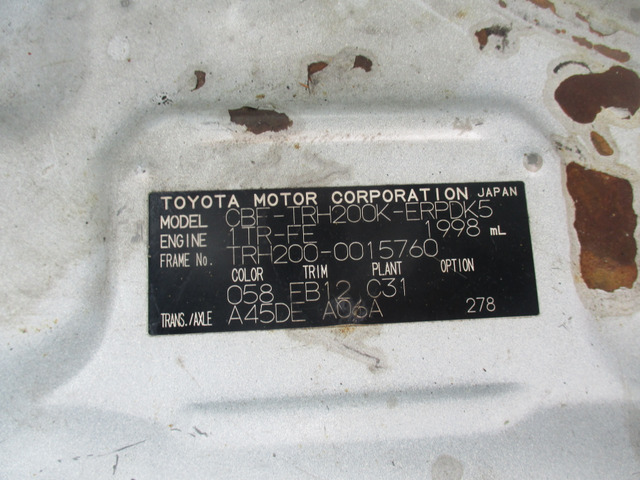 TOYOTA MOTOR CORPORATION JAPAN
MODEL CBF-TRH200K-ERPDK5
ENGINE 1TR-FE 1998 mL
FRAME No. TRH200-0015760
COLOR TRIM PLANT OPTION
058 FB12 C31
TRANS./AXLE A45DE A06A 278